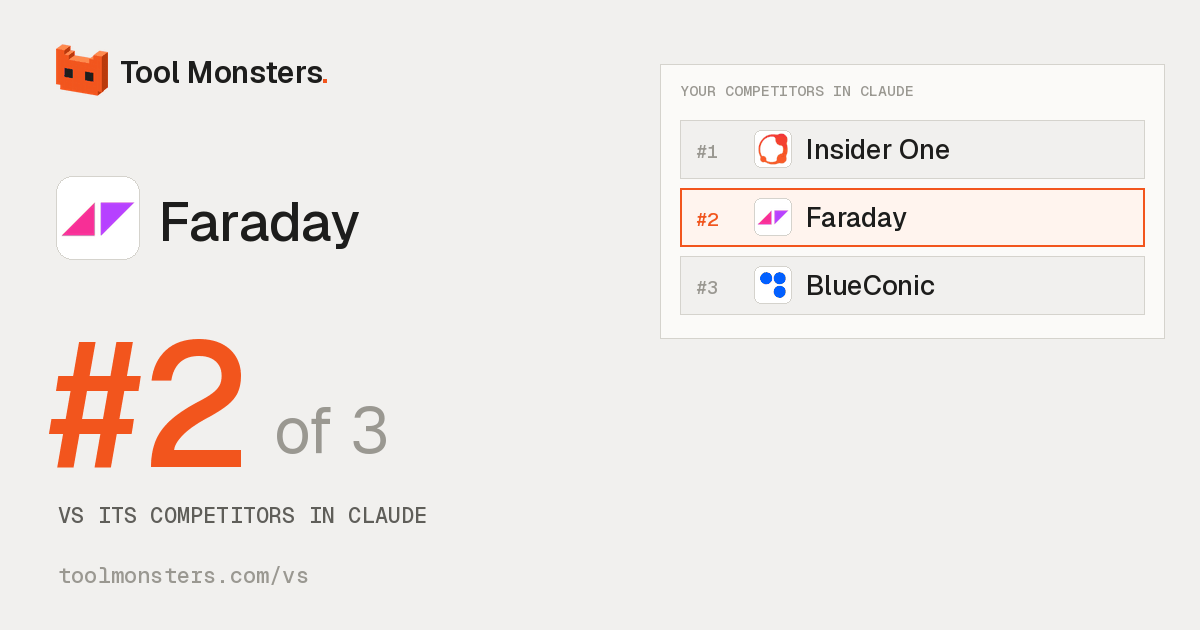 Tool Monsters.
Faraday
#2 of 3
VS ITS COMPETITORS IN CLAUDE
toolmonsters.com/vs
YOUR COMPETITORS IN CLAUDE
#1 Insider One
#2 Faraday
#3 BlueConic